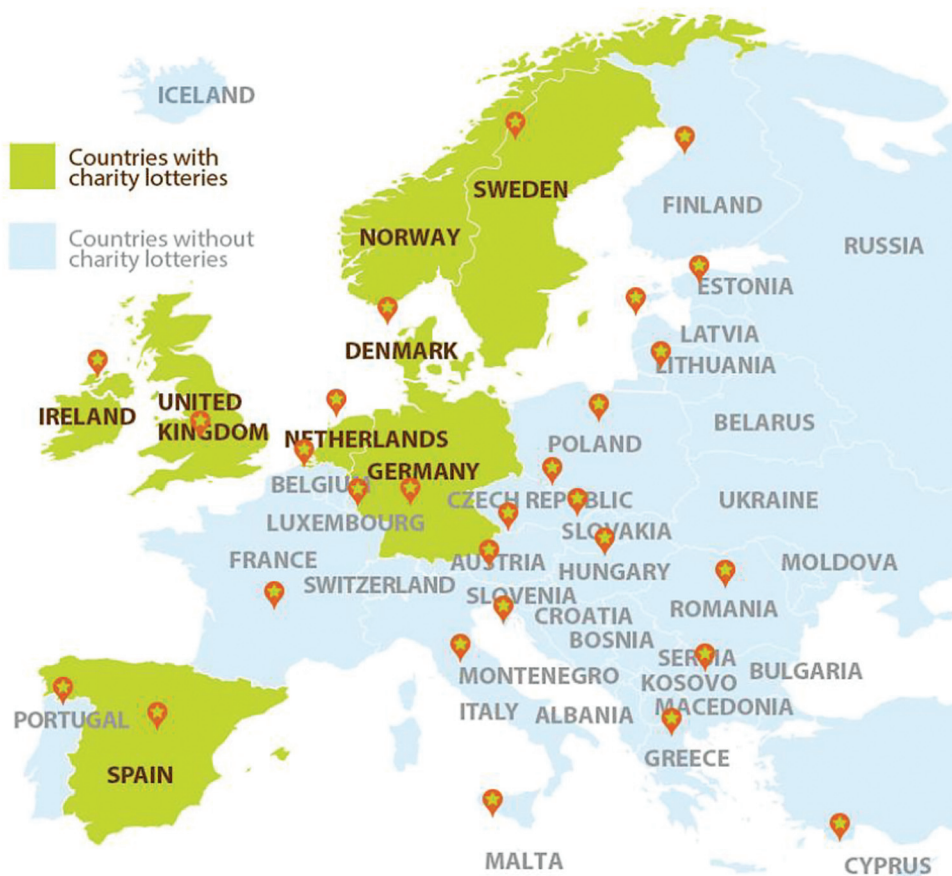 ICELAND
Countries with
charity lotteries
SWEDEN
FINLAND
Countries without
charity lotteries
NORWAY
RUSSIA
ESTONIA
LATVIA
DENMARK
LITHUANIA
IRELAND
UNITED
KINGDOM
NETHERLANDS
POLAND
BELARUS
GERMANY
BELGIUM
CZECH REPUBLIC
UKRAINE
LUXEMBOURG
SLOVAKIA
FRANCE
AUSTRIA
MOLDOVA
SWITZERLAND
HUNGARY
SLOVENIA
ROMANIA
CROATIA
BOSNIA
SERBIA
BULGARIA
MONTENEGRO
KOSOVO
MACEDONIA
ITALY
ALBANIA
PORTUGAL
GREECE
SPAIN
MALTA
CYPRUS